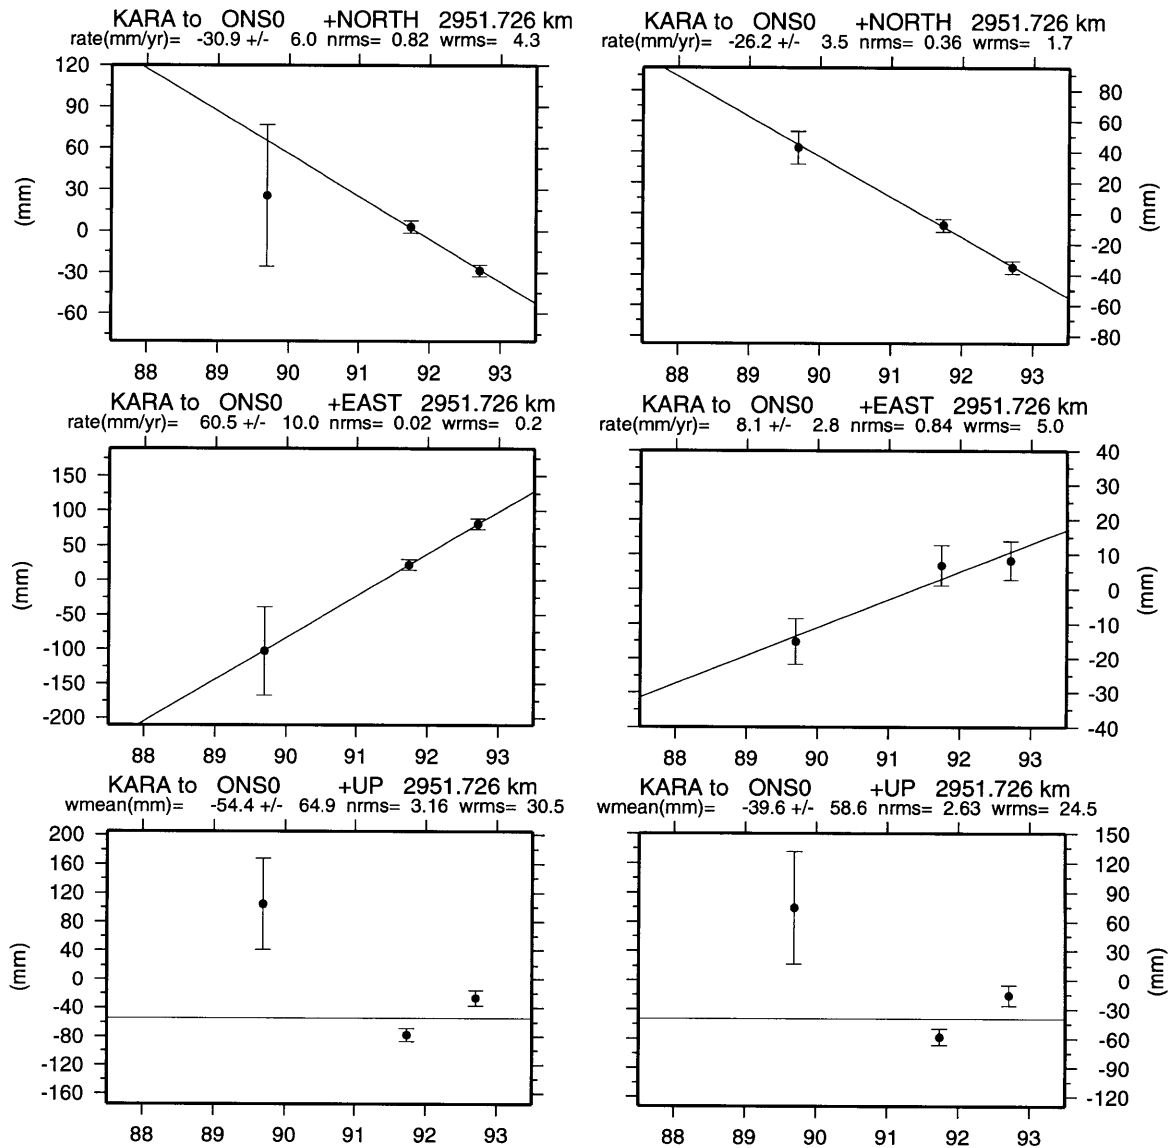 KARA to ONS0 +NORTH 2951.726 km
rate(mm/yr)= -30.9 +/- 6.0 nrms= 0.82 wrms= 4.3
120
90
60
30
0
-30
-60
(mm)
88 89 90 91 92 93
KARA to ONS0 +NORTH 2951.726 km
rate(mm/yr)= -26.2 +/- 3.5 nrms= 0.36 wrms= 1.7
80
60
40
20
0
-20
-40
-60
-80
(mm)
88 89 90 91 92 93
KARA to ONS0 +EAST 2951.726 km
rate(mm/yr)= 60.5 +/- 10.0 nrms= 0.02 wrms= 0.2
150
100
50
0
-50
-100
-150
-200
(mm)
88 89 90 91 92 93
KARA to ONS0 +EAST 2951.726 km
rate(mm/yr)= 8.1 +/- 2.8 nrms= 0.84 wrms= 5.0
40
30
20
10
0
-10
-20
-30
-40
(mm)
88 89 90 91 92 93
KARA to ONS0 +UP 2951.726 km
wmean(mm)= -54.4 +/- 64.9 nrms= 3.16 wrms= 30.5
200
160
120
80
40
0
-40
-80
-120
-160
(mm)
88 89 90 91 92 93
KARA to ONS0 +UP 2951.726 km
wmean(mm)= -39.6 +/- 58.6 nrms= 2.63 wrms= 24.5
150
120
90
60
30
0
-30
-60
-90
-120
(mm)
88 89 90 91 92 93